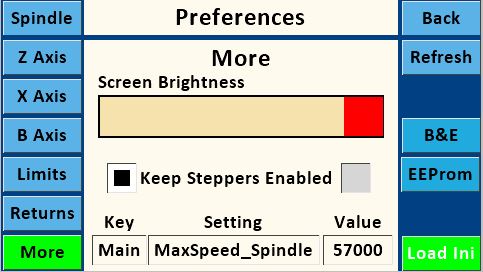 Spindle
Preferences
Back
Z Axis
More
Refresh
Screen Brightness
X Axis
B Axis
B&E
Limits
Keep Steppers Enabled
EEProm
Returns
Key
Setting
Value
More
Main
MaxSpeed_Spindle
57000
Load Ini